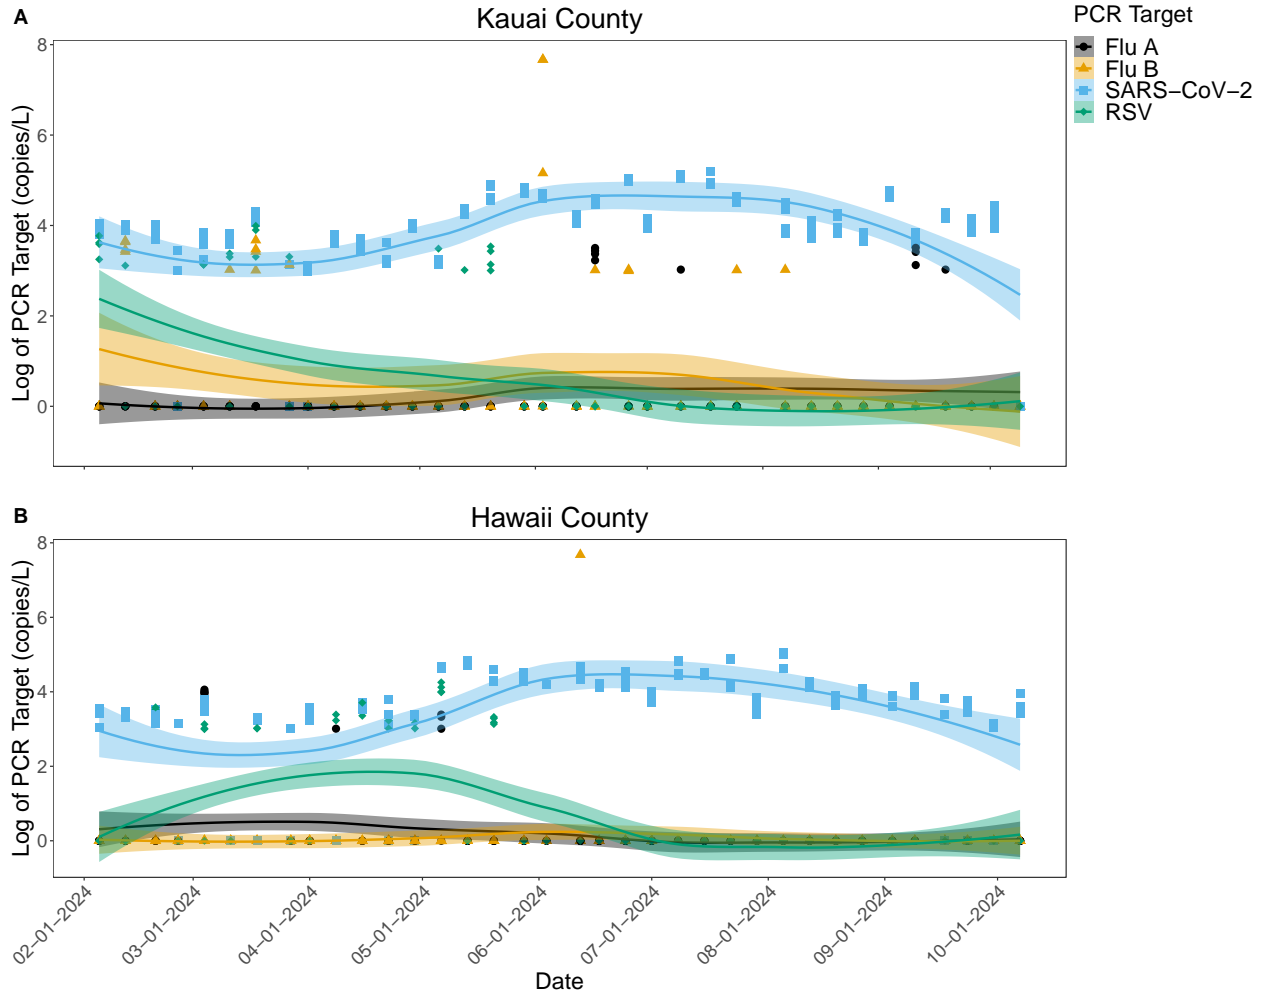 A
Kauai County
PCR Target
Flu A
Flu B
SARS−CoV−2
RSV
Log of PCR Target (copies/L)
8
6
4
2
0
B
Hawaii County
Log of PCR Target (copies/L)
8
6
4
2
0
02−01−2024
03−01−2024
04−01−2024
05−01−2024
06−01−2024
07−01−2024
08−01−2024
09−01−2024
10−01−2024
Date